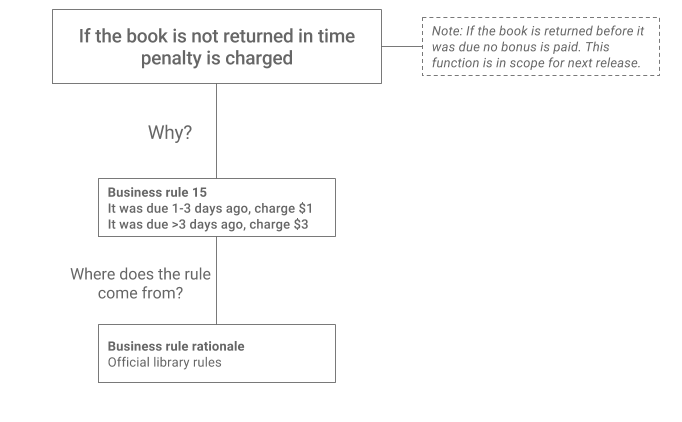 If the book is not returned in time
penalty is charged
Note: If the book is returned before it
was due no bonus is paid. This
function is in scope for next release.
Why?
Business rule 15
It was due 1-3 days ago, charge $1
It was due >3 days ago, charge $3
Where does the rule
come from?
Business rule rationale
Official library rules